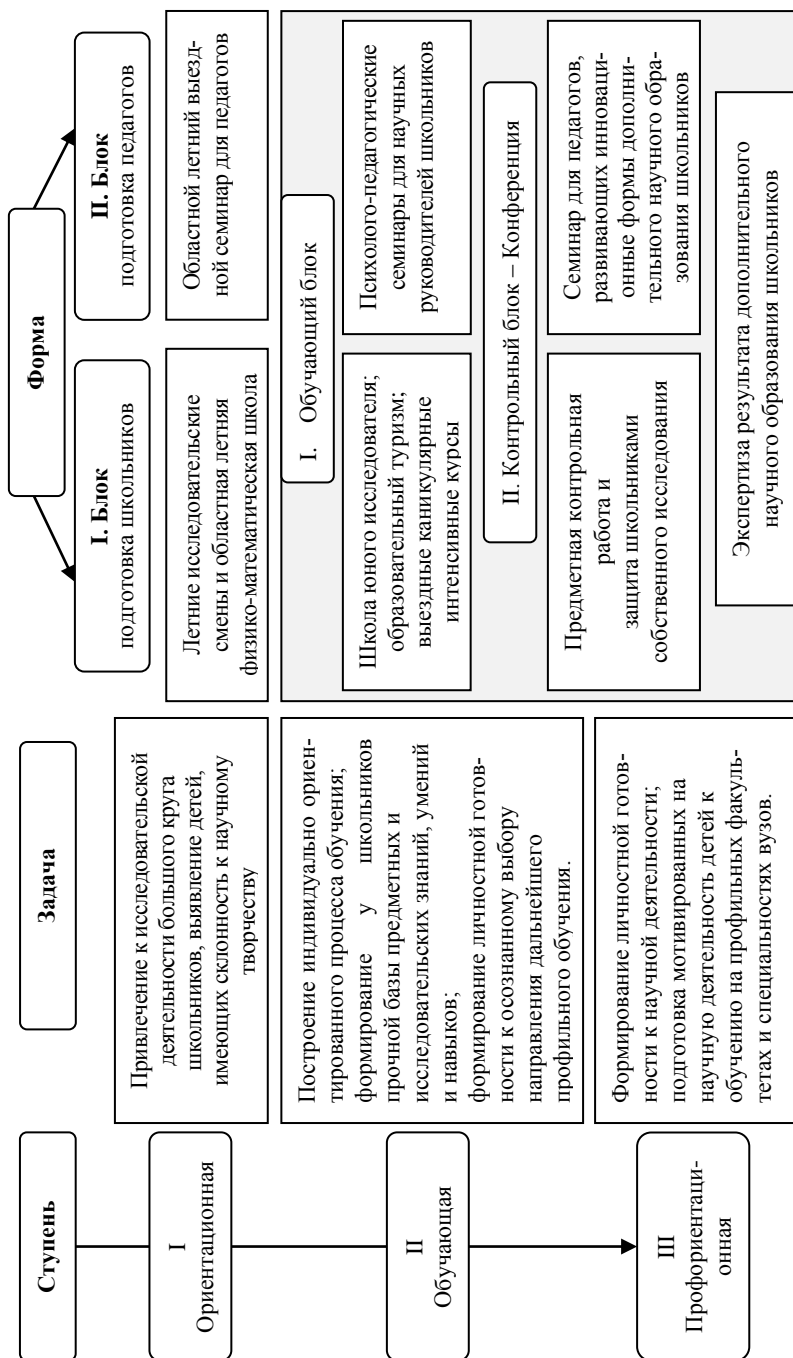 Ступень
Задача
Форма
I. Блок
подготовка школьников
II. Блок
подготовка педагогов
I
Ориентационная
Привлечение к исследовательской
деятельности большого круга
школьников, выявление детей,
имеющих склонность к научному
творчеству
Летние исследовательские
смены и областная летняя
физико-математическая школа
Областной летний выезд-
ной семинар для педагогов
II
Обучающая
Построение индивидуально ориен-
тированного процесса обучения;
формирование у школьников
прочной базы предметных и
исследовательских знаний, умений
и навыков;
формирование личностной готов-
ности к осознанному выбору
направления дальнейшего
профильного обучения.
I. Обучающий блок
Школа юного исследователя;
образовательный туризм;
выездные каникулярные
интенсивные курсы
Психолого-педагогические
семинары для научных
руководителей школьников
II. Контрольный блок – Конференция
III
Профориентаци-
онная
Формирование личностной готов-
ности к научной деятельности;
подготовка мотивированных на
научную деятельность детей к
обучению на профильных факуль-
тетах и специальностях вузов.
Предметная контрольная
работа и
защита школьниками
собственного исследования
Семинар для педагогов,
развивающих инноваци-
онные формы дополни-
тельного научного обра-
зования школьников
Экспертиза результата дополнительного
научного образования школьников